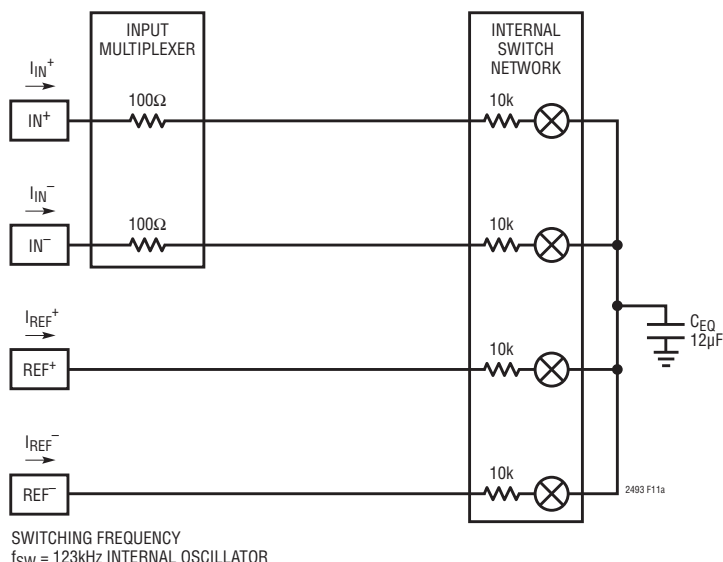 INPUT
MULTIPLEXER
INTERNAL
SWITCH
NETWORK
IIN+
100Ω
10k
IN+
IIN–
100Ω
10k
IN–
IREF+
10k
REF+
CEQ
12µF
IREF–
10k
REF–
2493 F11a
SWITCHING FREQUENCY
fSW = 123kHz INTERNAL OSCILLATOR